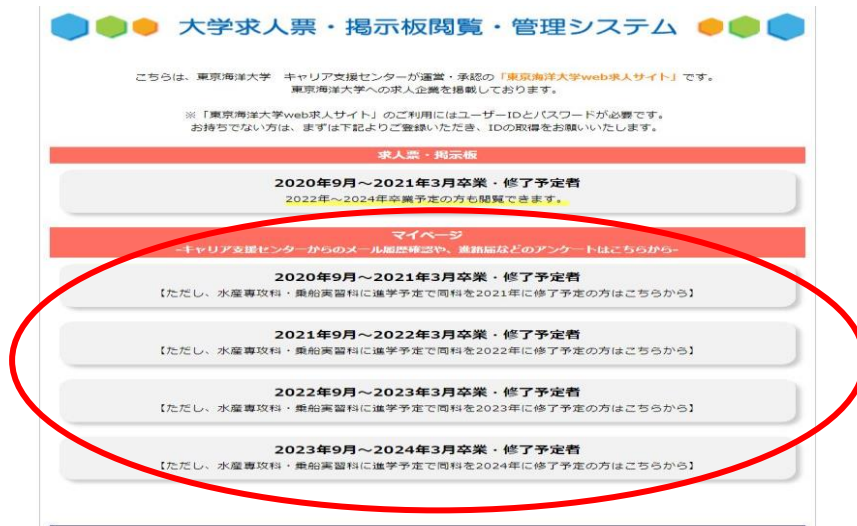 大学求人票・掲示板閲覧・管理システム
こちらは、東京海洋大学　キャリア支援センターが運営・承認の「東京海洋大学web求人サイト」です。
東京海洋大学への求人企業を掲載しております。
※「東京海洋大学web求人サイト」のご利用にはユーザーIDとパスワードが必要です。
お持ちでない方は、まずは下記よりご登録いただき、IDの取得をお願いいたします。
求人票・掲示板
2020年9月～2021年3月卒業・修了予定者
2022年～2024年卒業予定の方も閲覧できます。
マイページ
-キャリア支援センターからのメール履歴確認や、進路届などのアンケートはこちらから-
2020年9月～2021年3月卒業・修了予定者
【ただし、水産専攻科・乗船実習科に進学予定で同科を2021年に修了予定の方はこちらから】
2021年9月～2022年3月卒業・修了予定者
【ただし、水産専攻科・乗船実習科に進学予定で同科を2022年に修了予定の方はこちらから】
2022年9月～2023年3月卒業・修了予定者
【ただし、水産専攻科・乗船実習科に進学予定で同科を2023年に修了予定の方はこちらから】
2023年9月～2024年3月卒業・修了予定者
【ただし、水産専攻科・乗船実習科に進学予定で同科を2024年に修了予定の方はこちらから】